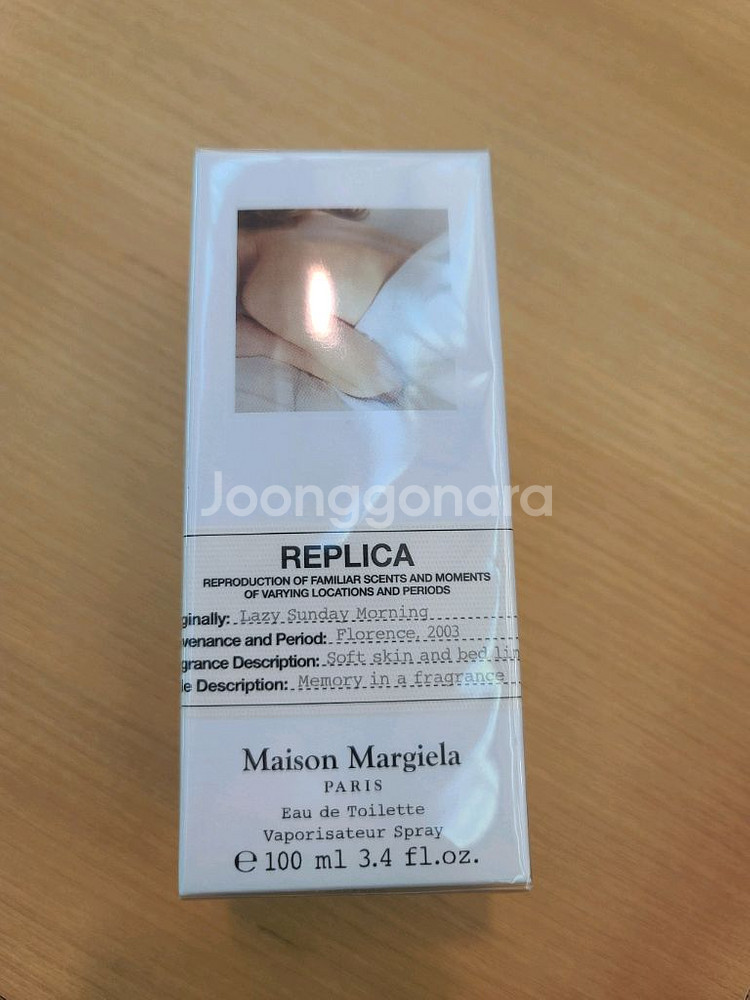 Joonggonara
REPLICA
REPRODUCTION OF FAMILIAR SCENTS AND MOMENTS
OF VARYING LOCATIONS AND PERIODS
ginally: Lazy Sunday Morning
venance and Period: Florence, 2003
grance Description: Soft skin and bed lin
e Description: Memory in a fragrance
Maison Margiela
PARIS
Eau de Toilette
Vaporisateur Spray
℮ 100 ml 3.4 fl.oz.